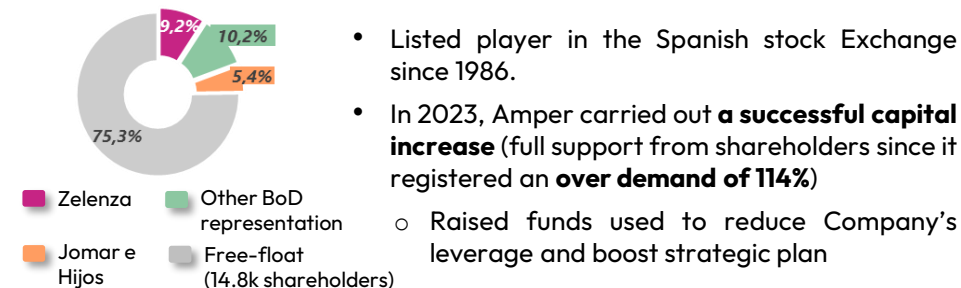 9,2%
10,2%
5,4%
75,3%
Zelenza
Other BoD
representation
Jomar e
Hijos
Free-float
(14.8k shareholders)
• Listed player in the Spanish stock Exchange
since 1986.
• In 2023, Amper carried out a successful capital
increase (full support from shareholders since it
registered an over demand of 114%)
○ Raised funds used to reduce Company’s
leverage and boost strategic plan